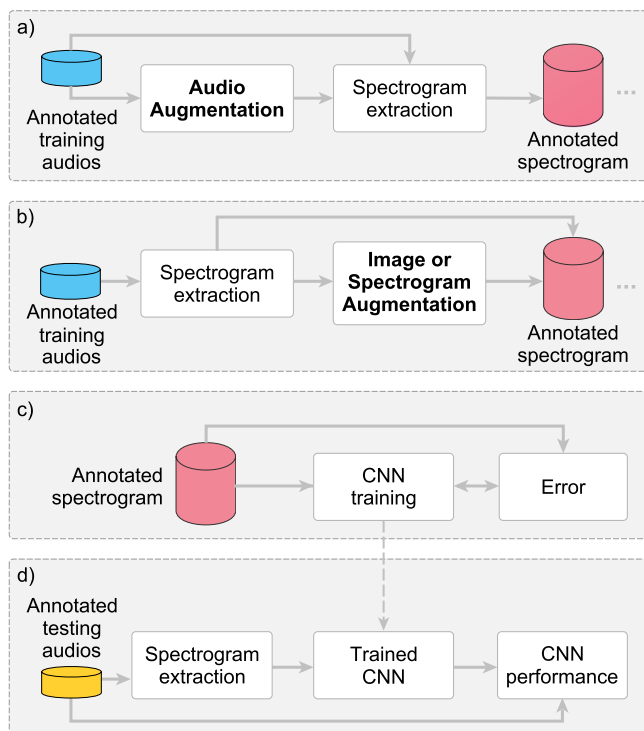 a)
Annotated
training
audios
Audio
Augmentation
Spectrogram
extraction
Annotated
spectrogram
...
b)
Annotated
training
audios
Spectrogram
extraction
Image or
Spectrogram
Augmentation
Annotated
spectrogram
...
c)
Annotated
spectrogram
CNN
training
Error
d)
Annotated
testing
audios
Spectrogram
extraction
Trained
CNN
CNN
performance